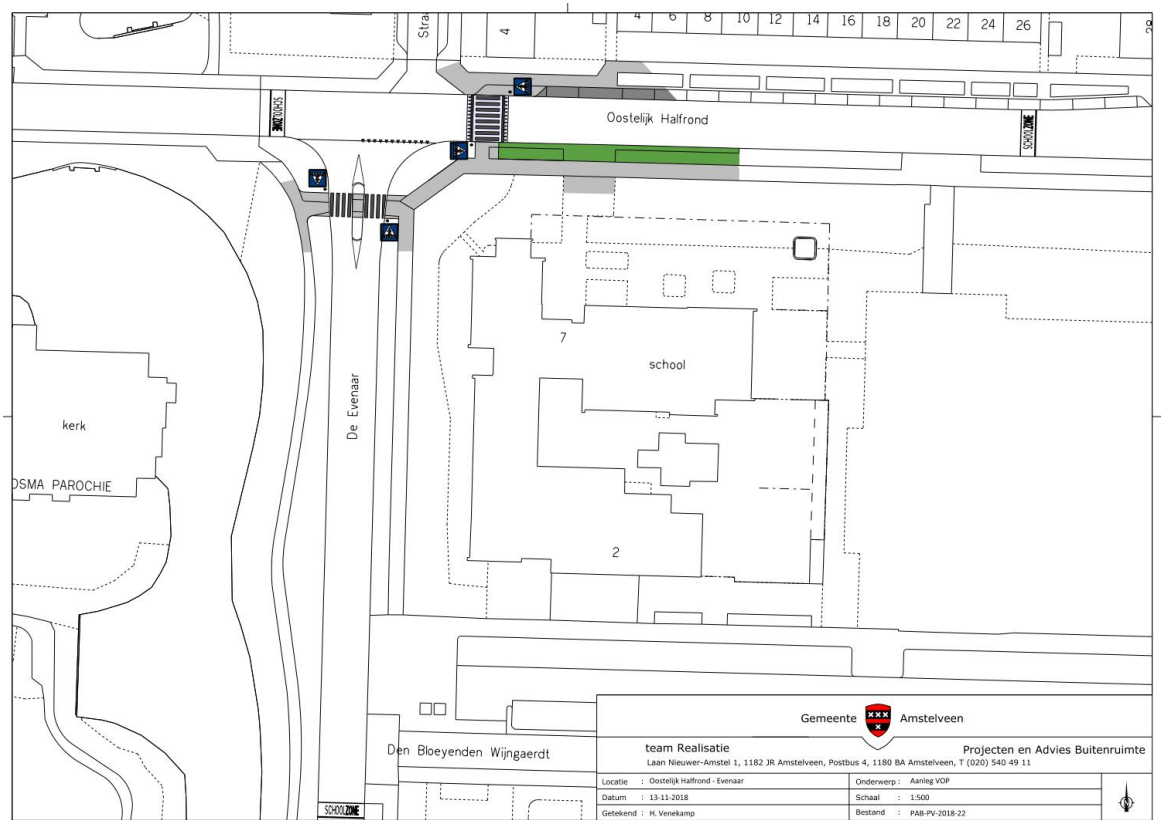 Straa
4
4 6 8 10 12 14 16 18 20 22 24 26
SCHOOLZONE
Oostelijk Halfrond
SCHOOLZONE
7
school
De Evenaar
kerk
OSMA PAROCHIE
2
Den Bloeyenden Wijngaerdt
SCHOOLZONE
Gemeente Amstelveen
team Realisatie
Projecten en Advies Buitenruimte
Laan Nieuwer-Amstel 1, 1182 JR Amstelveen, Postbus 4, 1180 BA Amstelveen, T (020) 540 49 11
Locatie : Oostelijk Halfrond - Evenaar
Onderwerp : Aanleg VOP
Datum : 13-11-2018
Schaal : 1:500
Getekend : H. Venekamp
Bestand : PAB-PV-2018-22